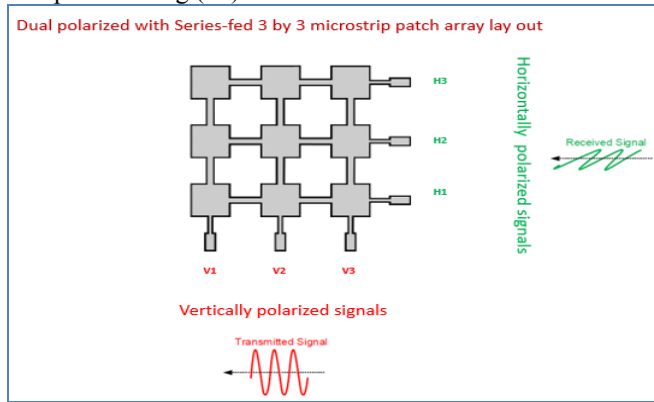 Dual polarized with Series-fed 3 by 3 microstrip patch array lay out
H3
H2
H1
Horizontally polarized signals
Received Signal
V1 V2 V3
Vertically polarized signals
Transmitted Signal